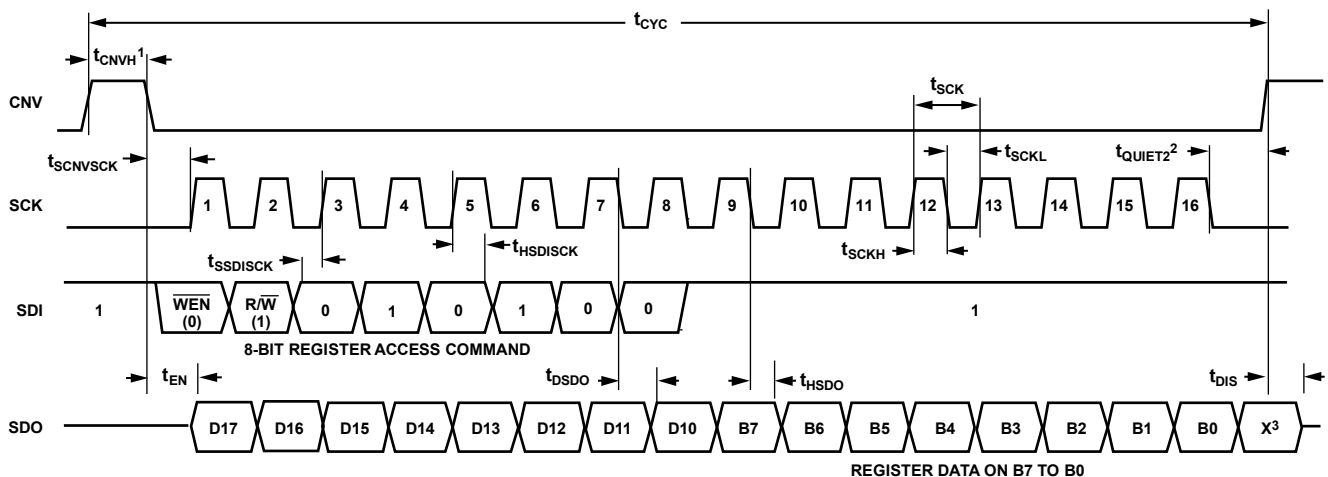 tCYC
tCNVH¹
CNV
tSCK
tSCNVSCK
tSCKL
tQUIET2²
SCK
1 2 3 4 5 6 7 8 9 10 11 12 13 14 15 16
tSSDISCK
tHSDISCK
tSCKH
SDI
1
WEN (0)
R/W (1)
0 1 0 1 0 0
1
8-BIT REGISTER ACCESS COMMAND
tEN
tDSDO
tHSDO
tDIS
SDO
D17 D16 D15 D14 D13 D12 D11 D10 B7 B6 B5 B4 B3 B2 B1 B0 X³
REGISTER DATA ON B7 TO B0